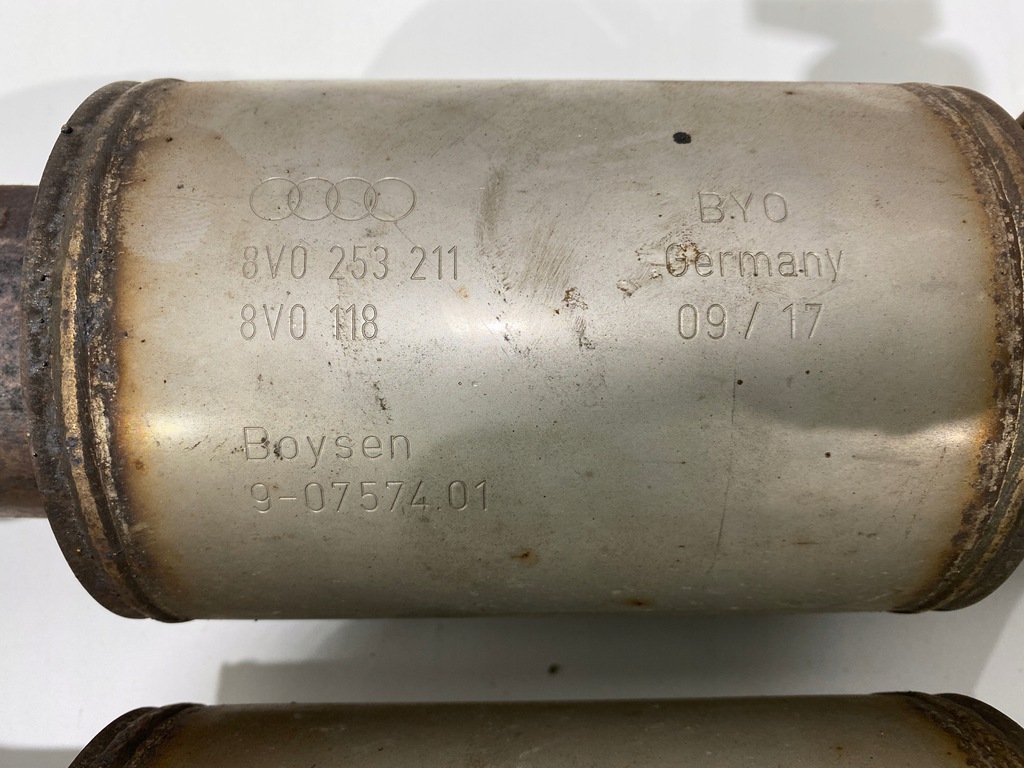 8V0 253 211
8V0 118
BYO
Germany
09/17
Boysen
9-07574.01